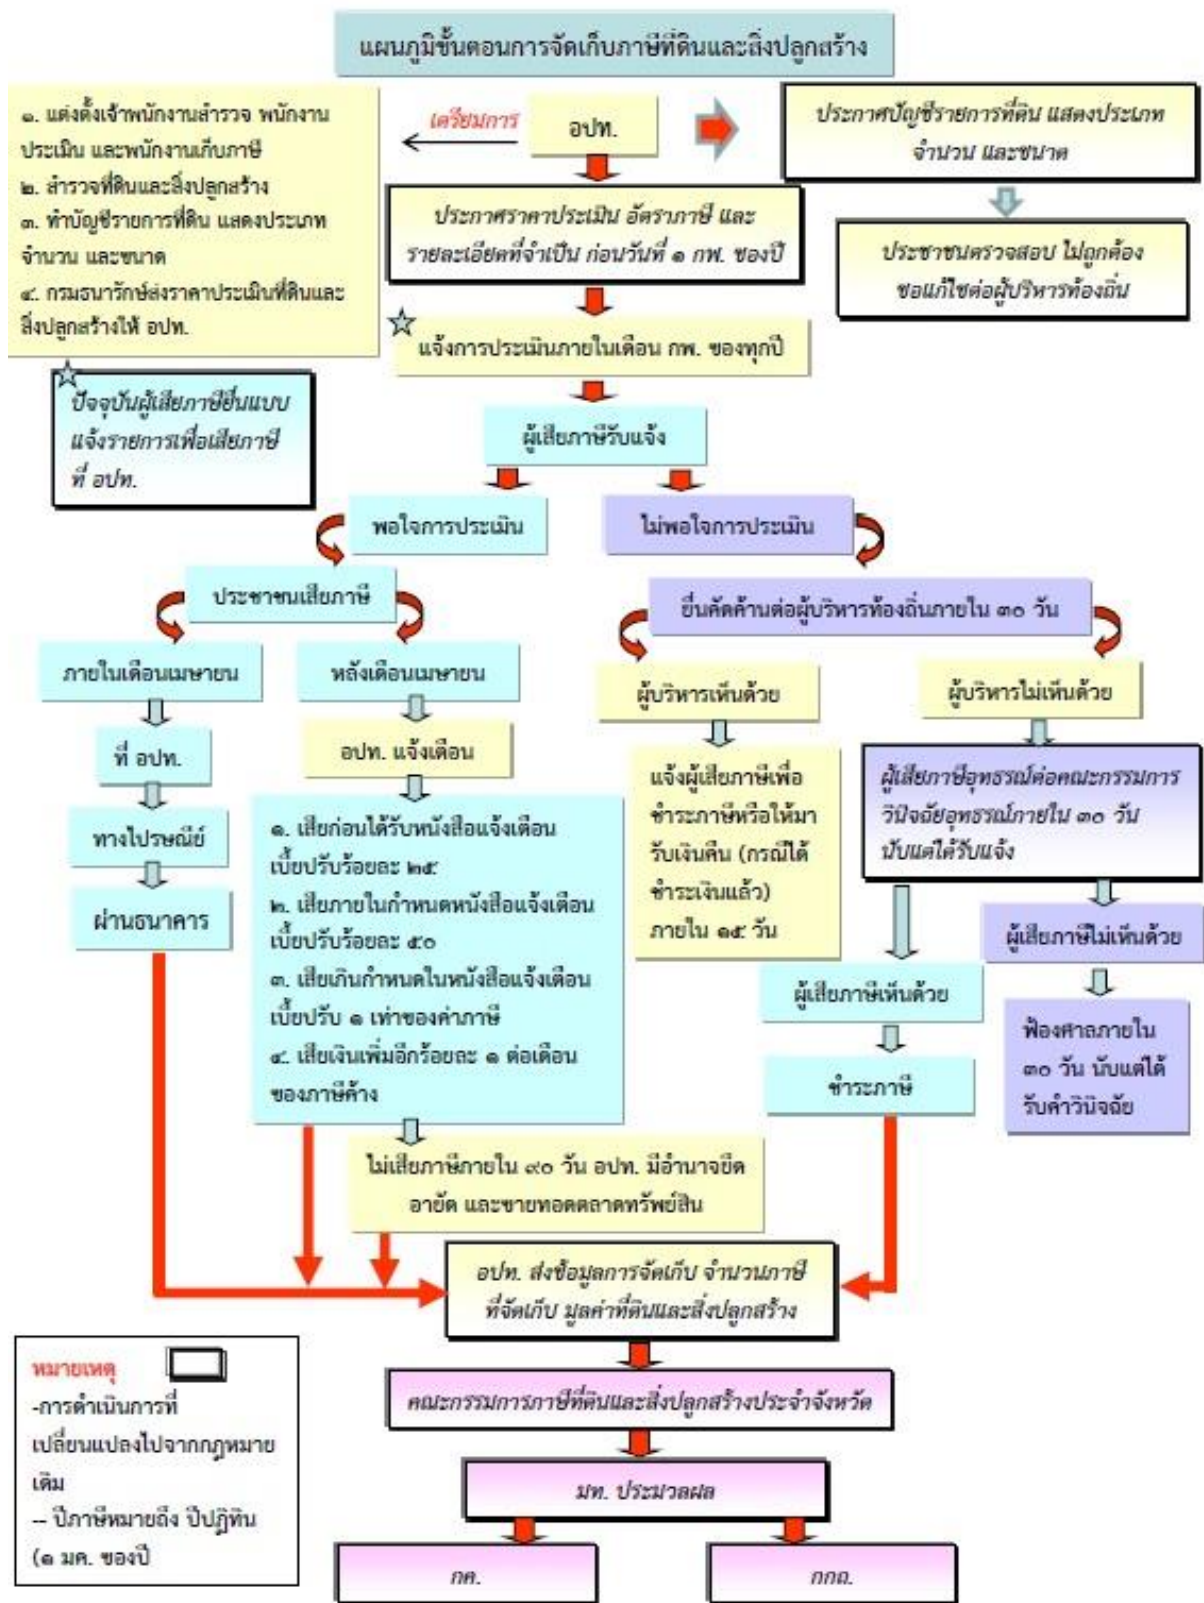 แผนภูมิขั้นตอนการจัดเก็บภาษีที่ดินและสิ่งปลูกสร้าง
๑. แต่งตั้งเจ้าพนักงานสำรวจ พนักงาน
ประเมิน และพนักงานเก็บภาษี
๒. สำรวจที่ดินและสิ่งปลูกสร้าง
๓. ทำบัญชีรายการที่ดิน แสดงประเภท
จำนวน และขนาด
๔. กรมธนารักษ์ส่งราคาประเมินที่ดินและ
สิ่งปลูกสร้างให้ อปท.
เตรียมการ
อปท.
ประกาศบัญชีรายการที่ดิน แสดงประเภท
จำนวน และขนาด
ประกาศราคาประเมิน อัตราภาษี และ
รายละเอียดที่จำเป็น ก่อนวันที่ ๑ กพ. ของปี
ประชาชนตรวจสอบ ไม่ถูกต้อง
ขอแก้ไขต่อผู้บริหารท้องถิ่น
แจ้งการประเมินภายในเดือน กพ. ของทุกปี
ปัจจุบันผู้เสียภาษียื่นแบบ
แจ้งรายการเพื่อเสียภาษี
ที่ อปท.
ผู้เสียภาษีรับแจ้ง
พอใจการประเมิน
ไม่พอใจการประเมิน
ประชาชนเสียภาษี
ยื่นคัดค้านต่อผู้บริหารท้องถิ่นภายใน ๓๐ วัน
ภายในเดือนเมษายน
หลังเดือนเมษายน
ผู้บริหารเห็นด้วย
ผู้บริหารไม่เห็นด้วย
ที่ อปท.
ทางไปรษณีย์
ผ่านธนาคาร
อปท. แจ้งเตือน
๑. เสียก่อนได้รับหนังสือแจ้งเตือน
เบี้ยปรับร้อยละ ๒๕
๒. เสียภายในกำหนดหนังสือแจ้งเตือน
เบี้ยปรับร้อยละ ๕๐
๓. เสียเกินกำหนดในหนังสือแจ้งเตือน
เบี้ยปรับ ๑ เท่าของค่าภาษี
๔. เสียเงินเพิ่มอีกร้อยละ ๑ ต่อเดือน
ของภาษีค้าง
แจ้งผู้เสียภาษีเพื่อ
ชำระภาษีหรือให้มา
รับเงินคืน (กรณีได้
ชำระเงินแล้ว)
ภายใน ๑๕ วัน
ผู้เสียภาษีอุทธรณ์ต่อคณะกรรมการ
วินิจฉัยอุทธรณ์ภายใน ๓๐ วัน
นับแต่ได้รับแจ้ง
ผู้เสียภาษีไม่เห็นด้วย
ผู้เสียภาษีเห็นด้วย
ฟ้องศาลภายใน
๓๐ วัน นับแต่ได้
รับคำวินิจฉัย
ชำระภาษี
ไม่เสียภาษีภายใน ๙๐ วัน อปท. มีอำนาจยึด
อายัด และขายทอดตลาดทรัพย์สิน
อปท. ส่งข้อมูลการจัดเก็บ จำนวนภาษี
ที่จัดเก็บ มูลค่าที่ดินและสิ่งปลูกสร้าง
คณะกรรมการภาษีที่ดินและสิ่งปลูกสร้างประจำจังหวัด
มท. ประมวลผล
กค.
กกถ.
หมายเหตุ
-การดำเนินการที่
เปลี่ยนแปลงไปจากกฎหมาย
เดิม
-- ปีภาษีหมายถึง ปีปฏิทิน
(๑ มค. ของปี